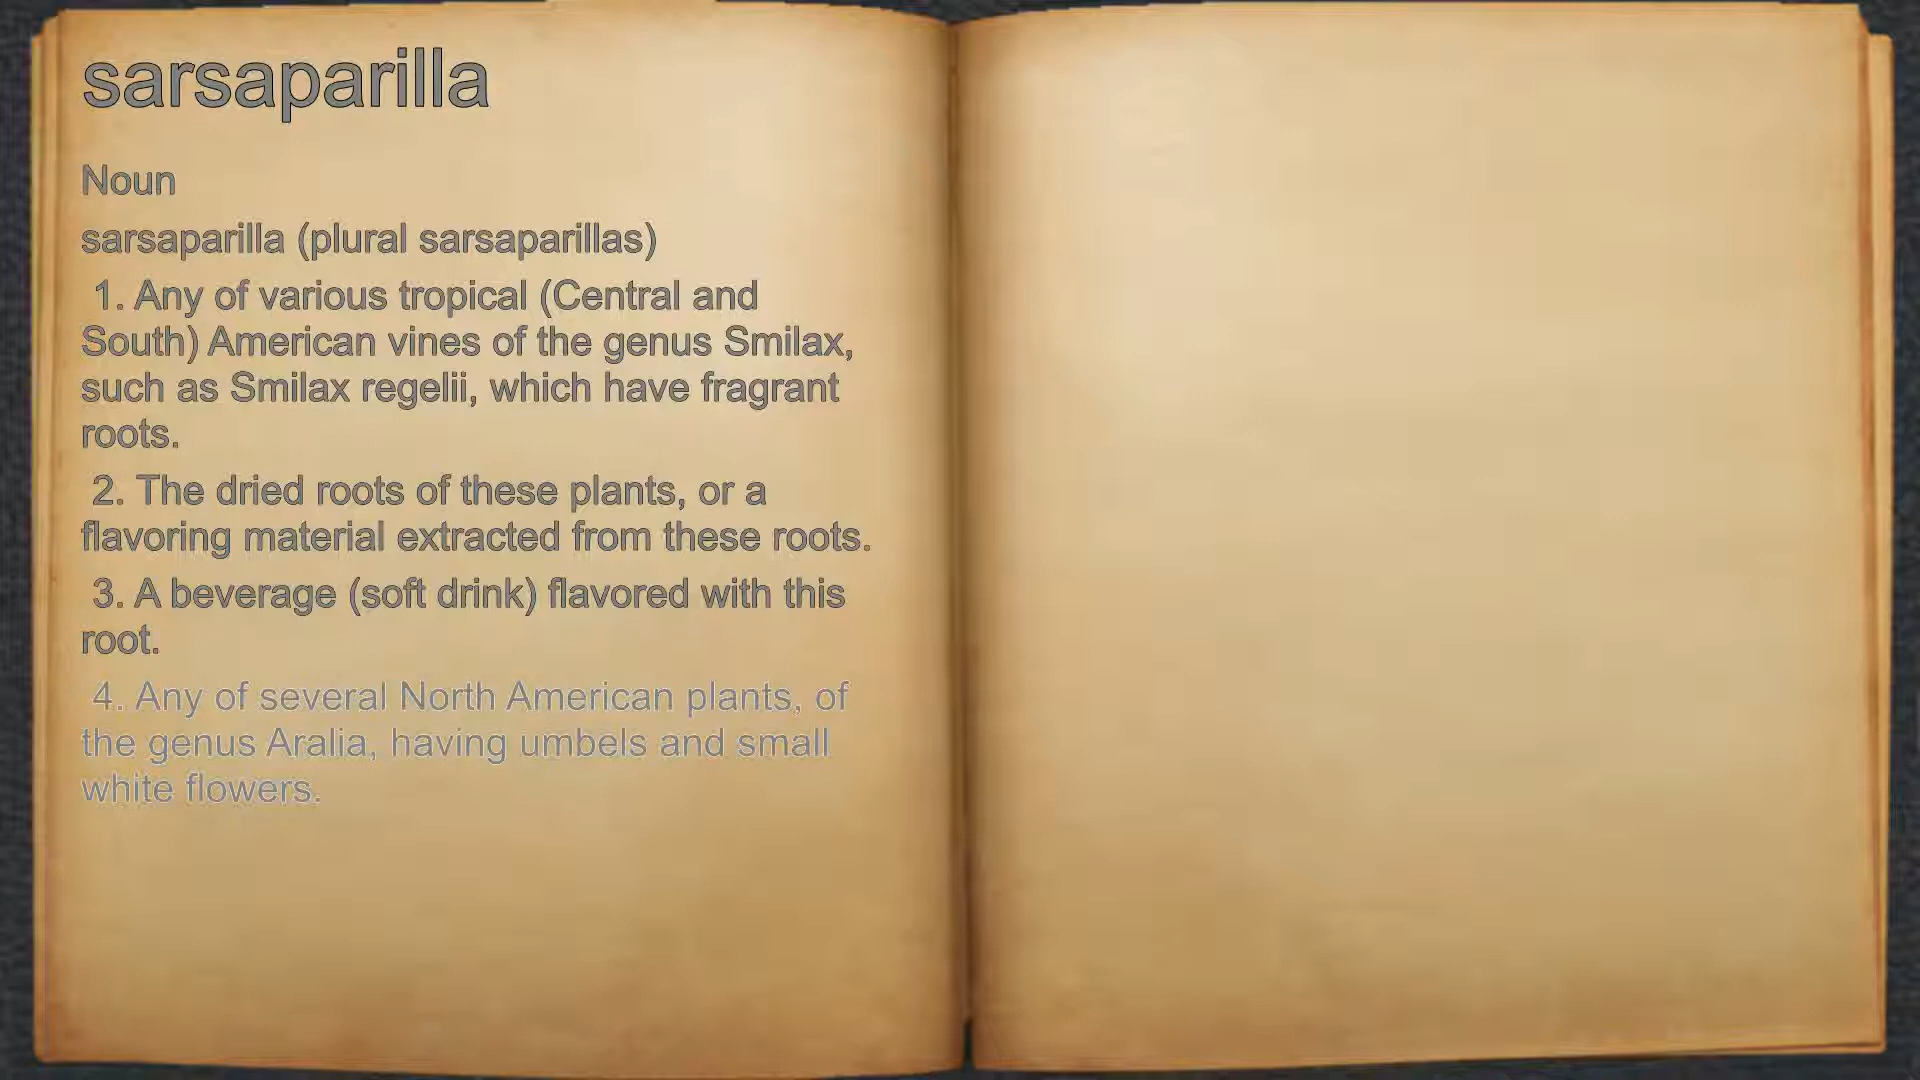 sarsaparilla
Noun
sarsaparilla (plural sarsaparillas)
1. Any of various tropical (Central and
South) American vines of the genus Smilax,
such as Smilax regelii, which have fragrant
roots.
2. The dried roots of these plants, or a
flavoring material extracted from these roots.
3. A beverage (soft drink) flavored with this
root.
4. Any of several North American plants, of
the genus Aralia, having umbels and small
white flowers.